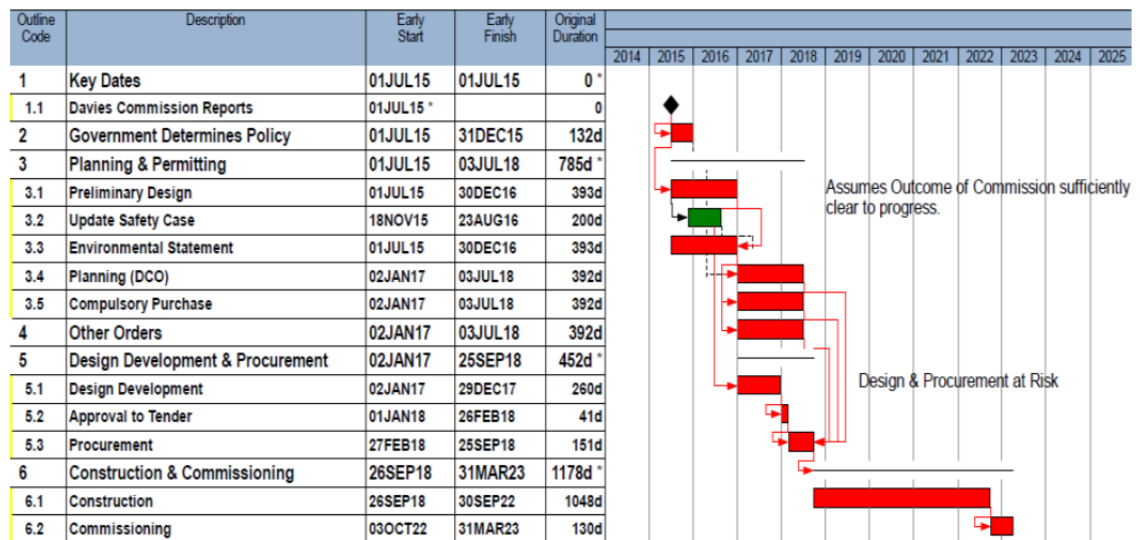 Outline Code Description Early Start Early Finish Original Duration
2014 2015 2016 2017 2018 2019 2020 2021 2022 2023 2024 2025
1 Key Dates 01JUL15 01JUL15 0 *
1.1 Davies Commission Reports 01JUL15 * 0
2 Government Determines Policy 01JUL15 31DEC15 132d
3 Planning & Permitting 01JUL15 03JUL18 785d *
3.1 Preliminary Design 01JUL15 30DEC16 393d
Assumes Outcome of Commission sufficiently
clear to progress.
3.2 Update Safety Case 18NOV15 23AUG16 200d
3.3 Environmental Statement 01JUL15 30DEC16 393d
3.4 Planning (DCO) 02JAN17 03JUL18 392d
3.5 Compulsory Purchase 02JAN17 03JUL18 392d
4 Other Orders 02JAN17 03JUL18 392d
5 Design Development & Procurement 02JAN17 25SEP18 452d *
5.1 Design Development 02JAN17 29DEC17 260d
Design & Procurement at Risk
5.2 Approval to Tender 01JAN18 26FEB18 41d
5.3 Procurement 27FEB18 25SEP18 151d
6 Construction & Commissioning 26SEP18 31MAR23 1178d *
6.1 Construction 26SEP18 30SEP22 1048d
6.2 Commissioning 03OCT22 31MAR23 130d